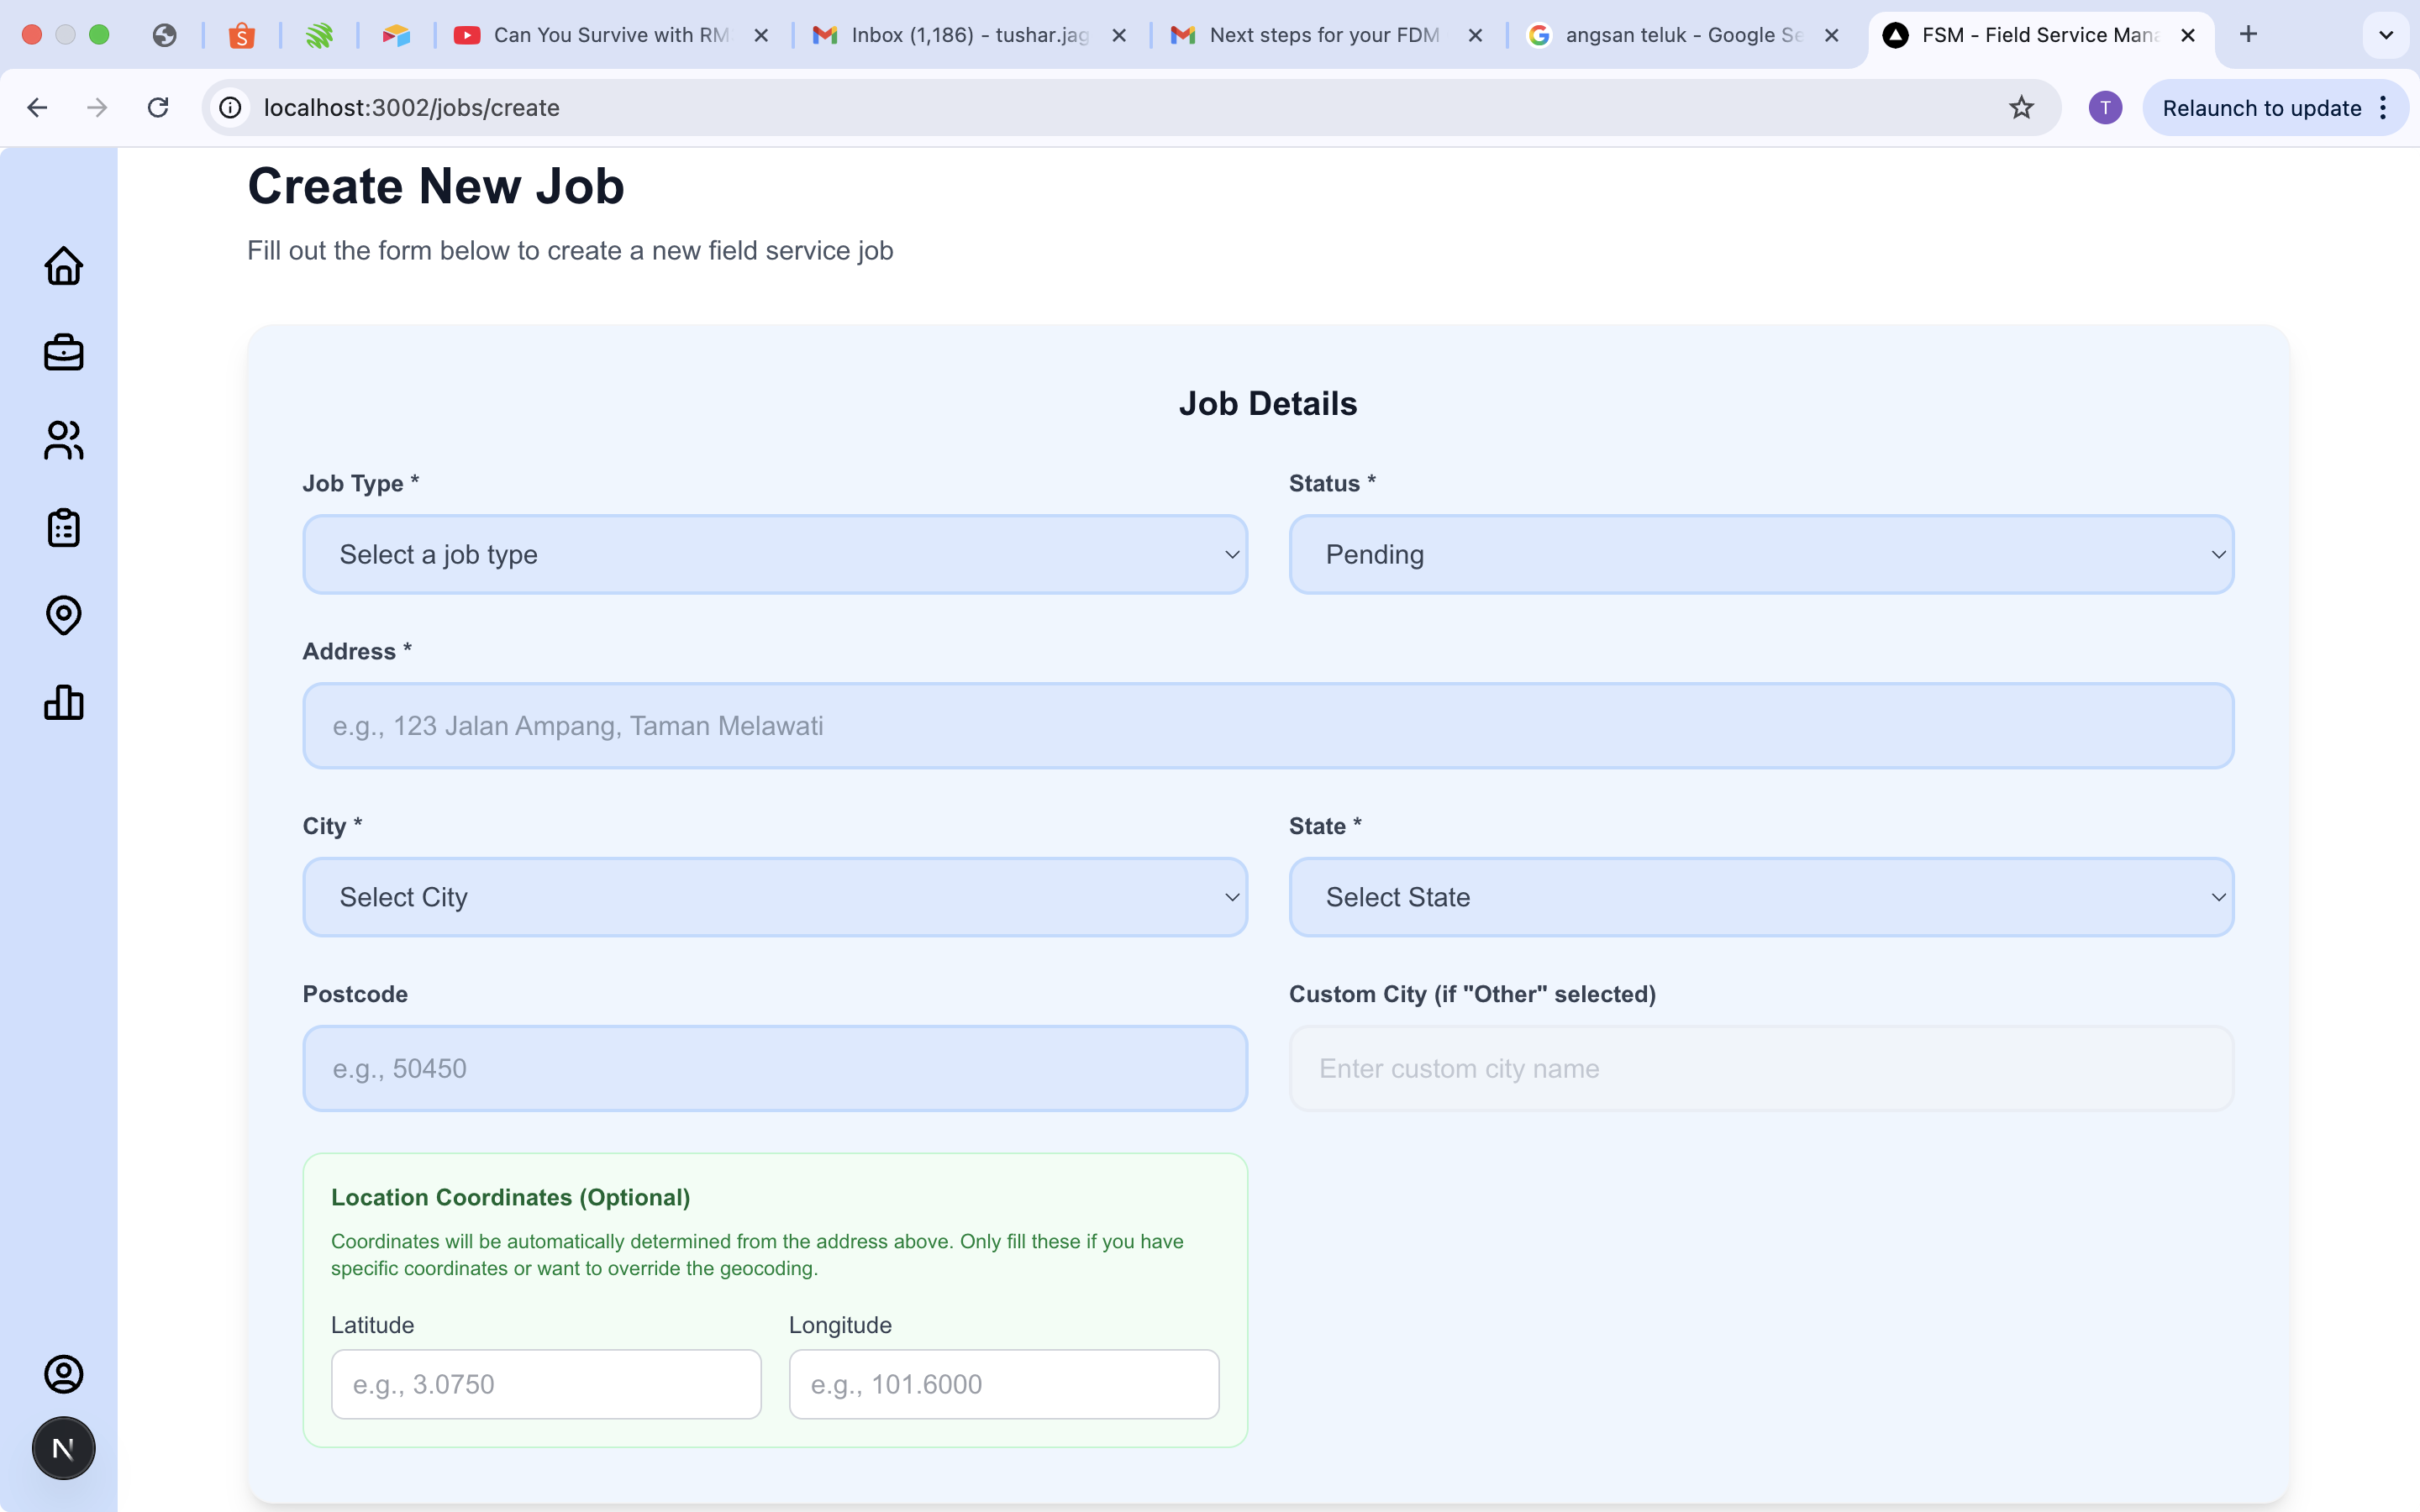 Can You Survive with RM
Inbox (1,186) - tushar.jag
Next steps for your FDM
angsan teluk - Google Se
FSM - Field Service Mana
localhost:3002/jobs/create
T
Relaunch to update
Create New Job
Fill out the form below to create a new field service job
Job Details
Job Type *
Status *
Select a job type
Pending
Address *
e.g., 123 Jalan Ampang, Taman Melawati
City *
State *
Select City
Select State
Postcode
Custom City (if "Other" selected)
e.g., 50450
Enter custom city name
Location Coordinates (Optional)
Coordinates will be automatically determined from the address above. Only fill these if you have
specific coordinates or want to override the geocoding.
Latitude
Longitude
e.g., 3.0750
e.g., 101.6000
N